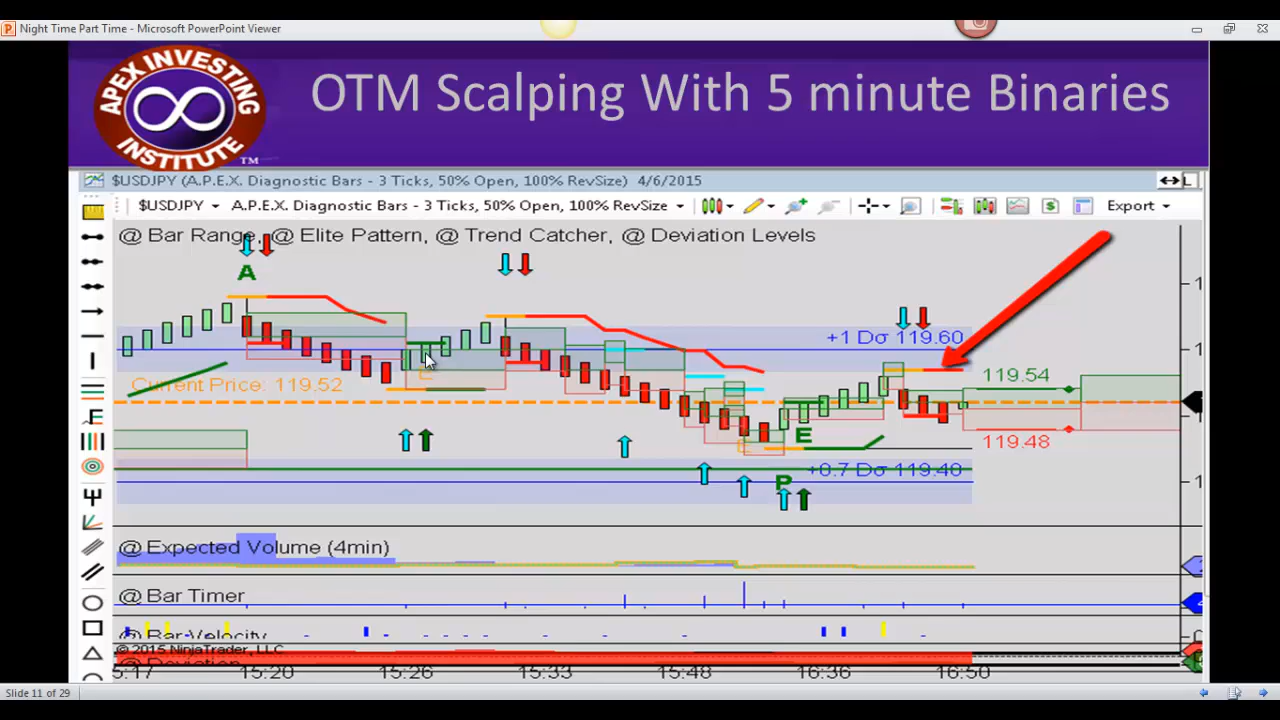 Night Time Part Time - Microsoft PowerPoint Viewer
APEX INVESTING
INSTITUTE
TM
OTM Scalping With 5 minute Binaries
$USDJPY (A.P.E.X. Diagnostic Bars - 3 Ticks, 50% Open, 100% RevSize) 4/6/2015
L
$USDJPY A.P.E.X. Diagnostic Bars - 3 Ticks, 50% Open, 100% RevSize $ Export
@ Bar Range, @ Elite Pattern, @ Trend Catcher, @ Deviation Levels
A
+1 Dσ 119.60
119.54
Current Price: 119.52
E
E
119.48
+0.7 Dσ 119.40
P
@ Expected Volume (4min)
@ Bar Timer
@ Bar Velocity
© 2015 NinjaTrader, LLC
@ Deviation
5:17 15:20 15:26 15:33 15:48 16:36 16:50
Slide 11 of 29